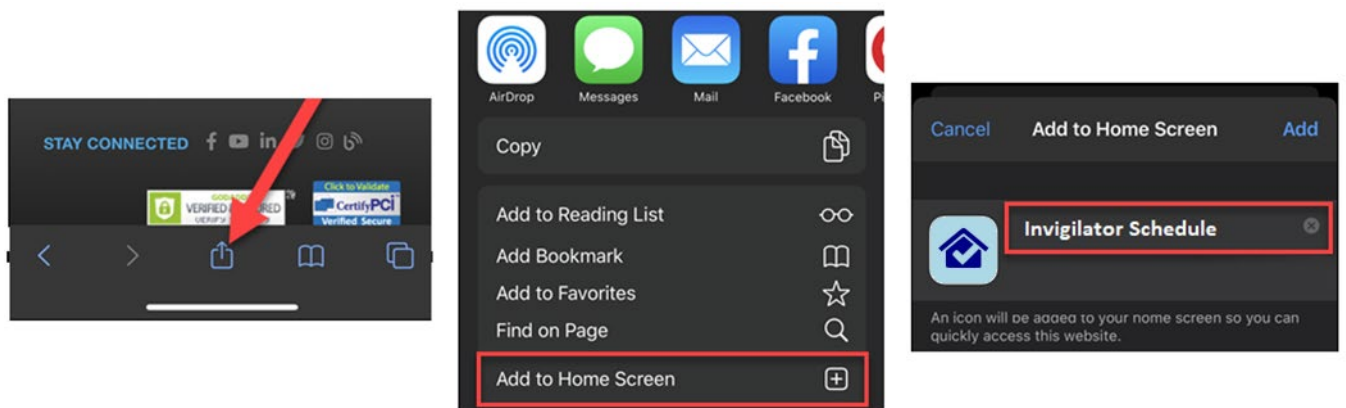 STAY CONNECTED
VERIFIED
Click to Validate
CertifyPCI
Verified Secure
AirDrop
Messages
Mail
Facebook
Copy
Add to Reading List
Add Bookmark
Add to Favorites
Find on Page
Add to Home Screen
Cancel Add to Home Screen Add
Invigilator Schedule
An icon will be added to your home screen so you can
quickly access this website.